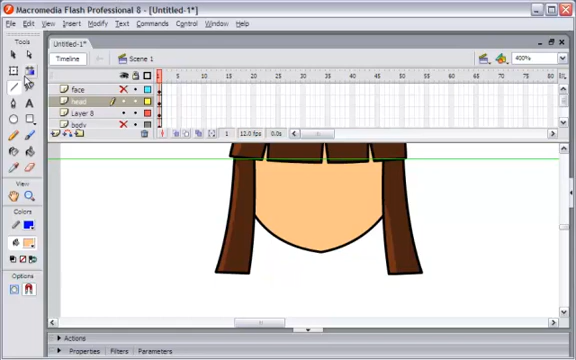 Macromedia Flash Professional 8 - [Untitled-1*]
File Edit View Insert Modify Text Commands Control Window Help
Tools
Untitled-1*
Timeline
Scene 1
400%
1 5 10 15 20 25 30 35 40 45 50 55 60 65 70 75 80
face
head
Layer 8
body
1 12.0 fps 0.0s
View
Colors
Options
Actions
Properties Filters Parameters